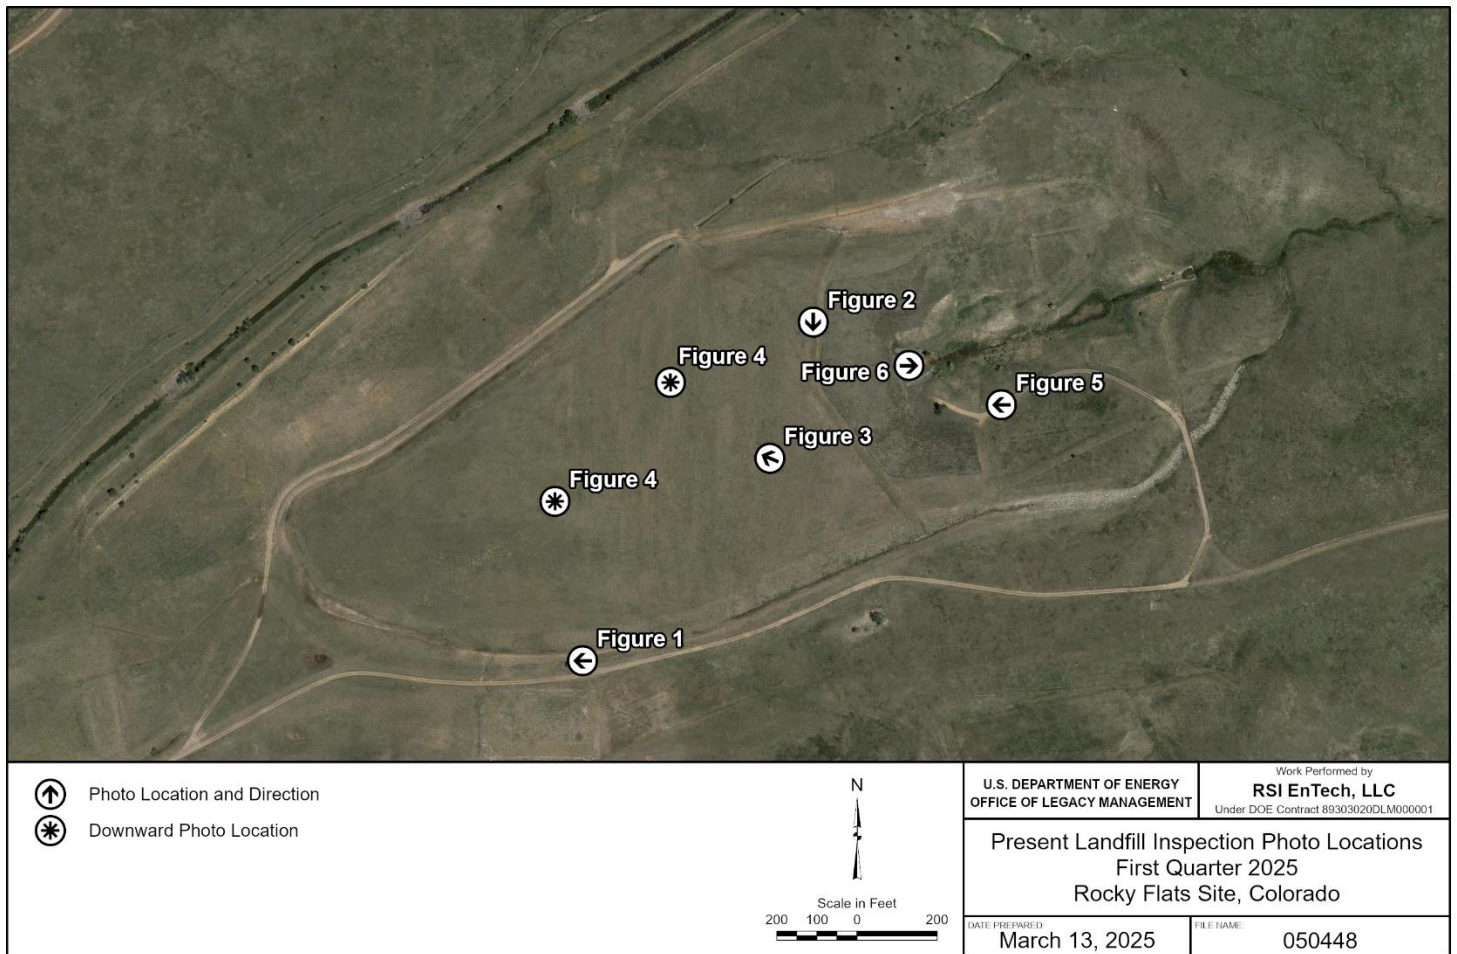 Figure 2
Figure 4
Figure 6
Figure 5
Figure 3
Figure 4
Figure 1
Photo Location and Direction
Downward Photo Location
N
Scale in Feet
200 100 0 200
U.S. DEPARTMENT OF ENERGY
OFFICE OF LEGACY MANAGEMENT
Work Performed by
RSI EnTech, LLC
Under DOE Contract 89303020DLM000001
Present Landfill Inspection Photo Locations
First Quarter 2025
Rocky Flats Site, Colorado
DATE PREPARED:
March 13, 2025
FILE NAME:
050448